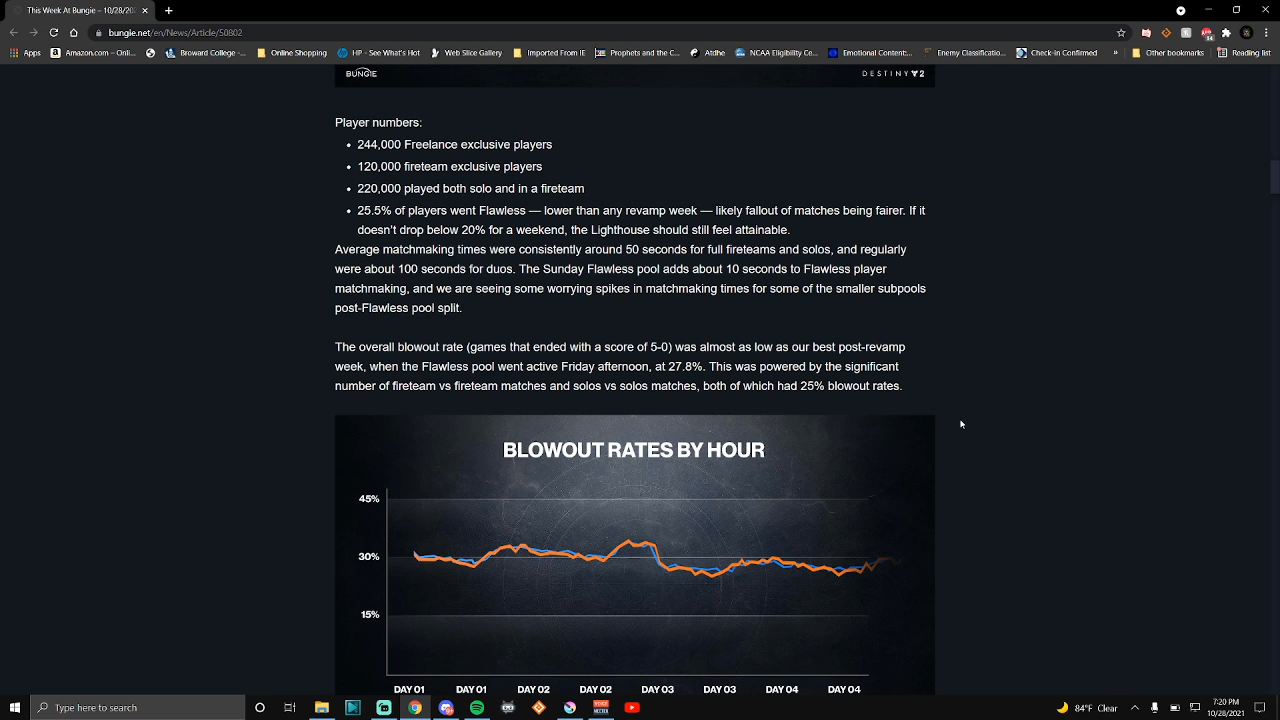 This Week At Bungie – 10/28/202
bungie.net/en/News/Article/50802
Apps
Amazon.com – Onli...
Broward College -...
Online Shopping
HP - See What's Hot
Web Slice Gallery
Imported From IE
Prophets and the C...
Jidhe
NCAA Eligibility Ce...
Emotional Content:...
Enemy Classificatio...
Check-In Confirmed
»
Other bookmarks
Reading list
BUNGIE
DESTINY 2
Player numbers:
• 244,000 Freelance exclusive players
• 120,000 fireteam exclusive players
• 220,000 played both solo and in a fireteam
• 25.5% of players went Flawless — lower than any revamp week — likely fallout of matches being fairer. If it
doesn't drop below 20% for a weekend, the Lighthouse should still feel attainable.
Average matchmaking times were consistently around 50 seconds for full fireteams and solos, and regularly
were about 100 seconds for duos. The Sunday Flawless pool adds about 10 seconds to Flawless player
matchmaking, and we are seeing some worrying spikes in matchmaking times for some of the smaller subpools
post-Flawless pool split.
The overall blowout rate (games that ended with a score of 5-0) was almost as low as our best post-revamp
week, when the Flawless pool went active Friday afternoon, at 27.8%. This was powered by the significant
number of fireteam vs fireteam matches and solos vs solos matches, both of which had 25% blowout rates.
BLOWOUT RATES BY HOUR
45%
30%
15%
DAY 01 DAY 01 DAY 02 DAY 02 DAY 03 DAY 03 DAY 04 DAY 04
Type here to search
VOICE
MEETER
84°F Clear
7:20 PM
10/28/2021